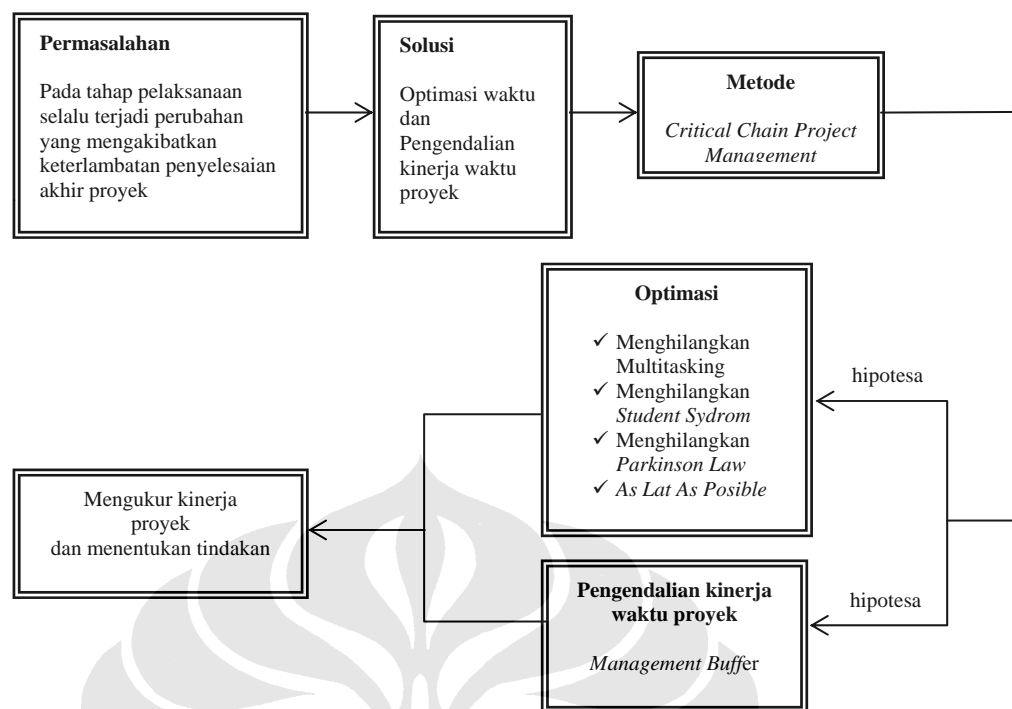 Permasalahan
Pada tahap pelaksanaan
selalu terjadi perubahan
yang mengakibatkan
keterlambatan penyelesaian
akhir proyek
Solusi
Optimasi waktu
dan
Pengendalian
kinerja waktu
proyek
Metode
Critical Chain Project
Management
Optimasi
✓ Menghilangkan
Multitasking
✓ Menghilangkan
Student Sydrom
✓ Menghilangkan
Parkinson Law
✓ As Lat As Posible
hipotesa
Pengendalian kinerja
waktu proyek
Management Buffer
hipotesa
Mengukur kinerja
proyek
dan menentukan tindakan